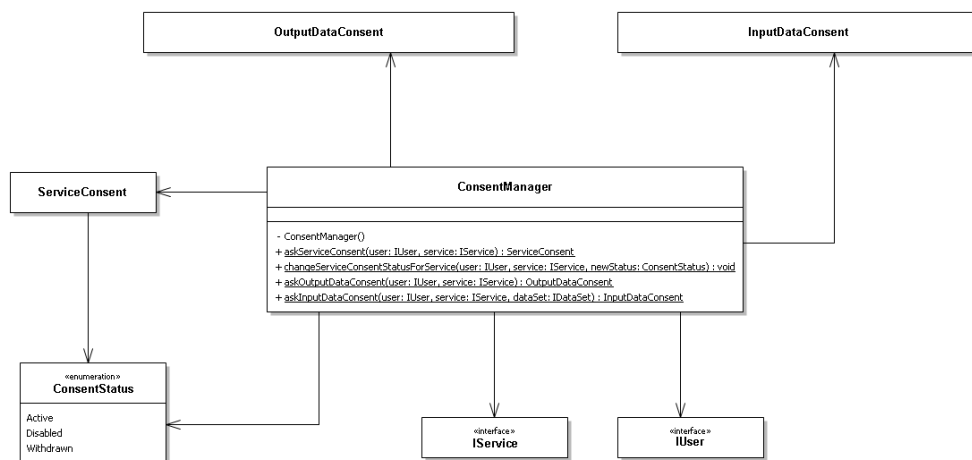 OutputDataConsent
InputDataConsent
ServiceConsent
ConsentManager
- ConsentManager()
+ askServiceConsent(user: IUser, service: IService) : ServiceConsent
+ changeServiceConsentStatusForService(user: IUser, service: IService, newStatus: ConsentStatus) : void
+ askOutputDataConsent(user: IUser, service: IService) : OutputDataConsent
+ askInputDataConsent(user: IUser, service: IService, dataSet: IDataSet) : InputDataConsent
«enumeration»
ConsentStatus
Active
Disabled
Withdrawn
«interface»
IService
«interface»
IUser